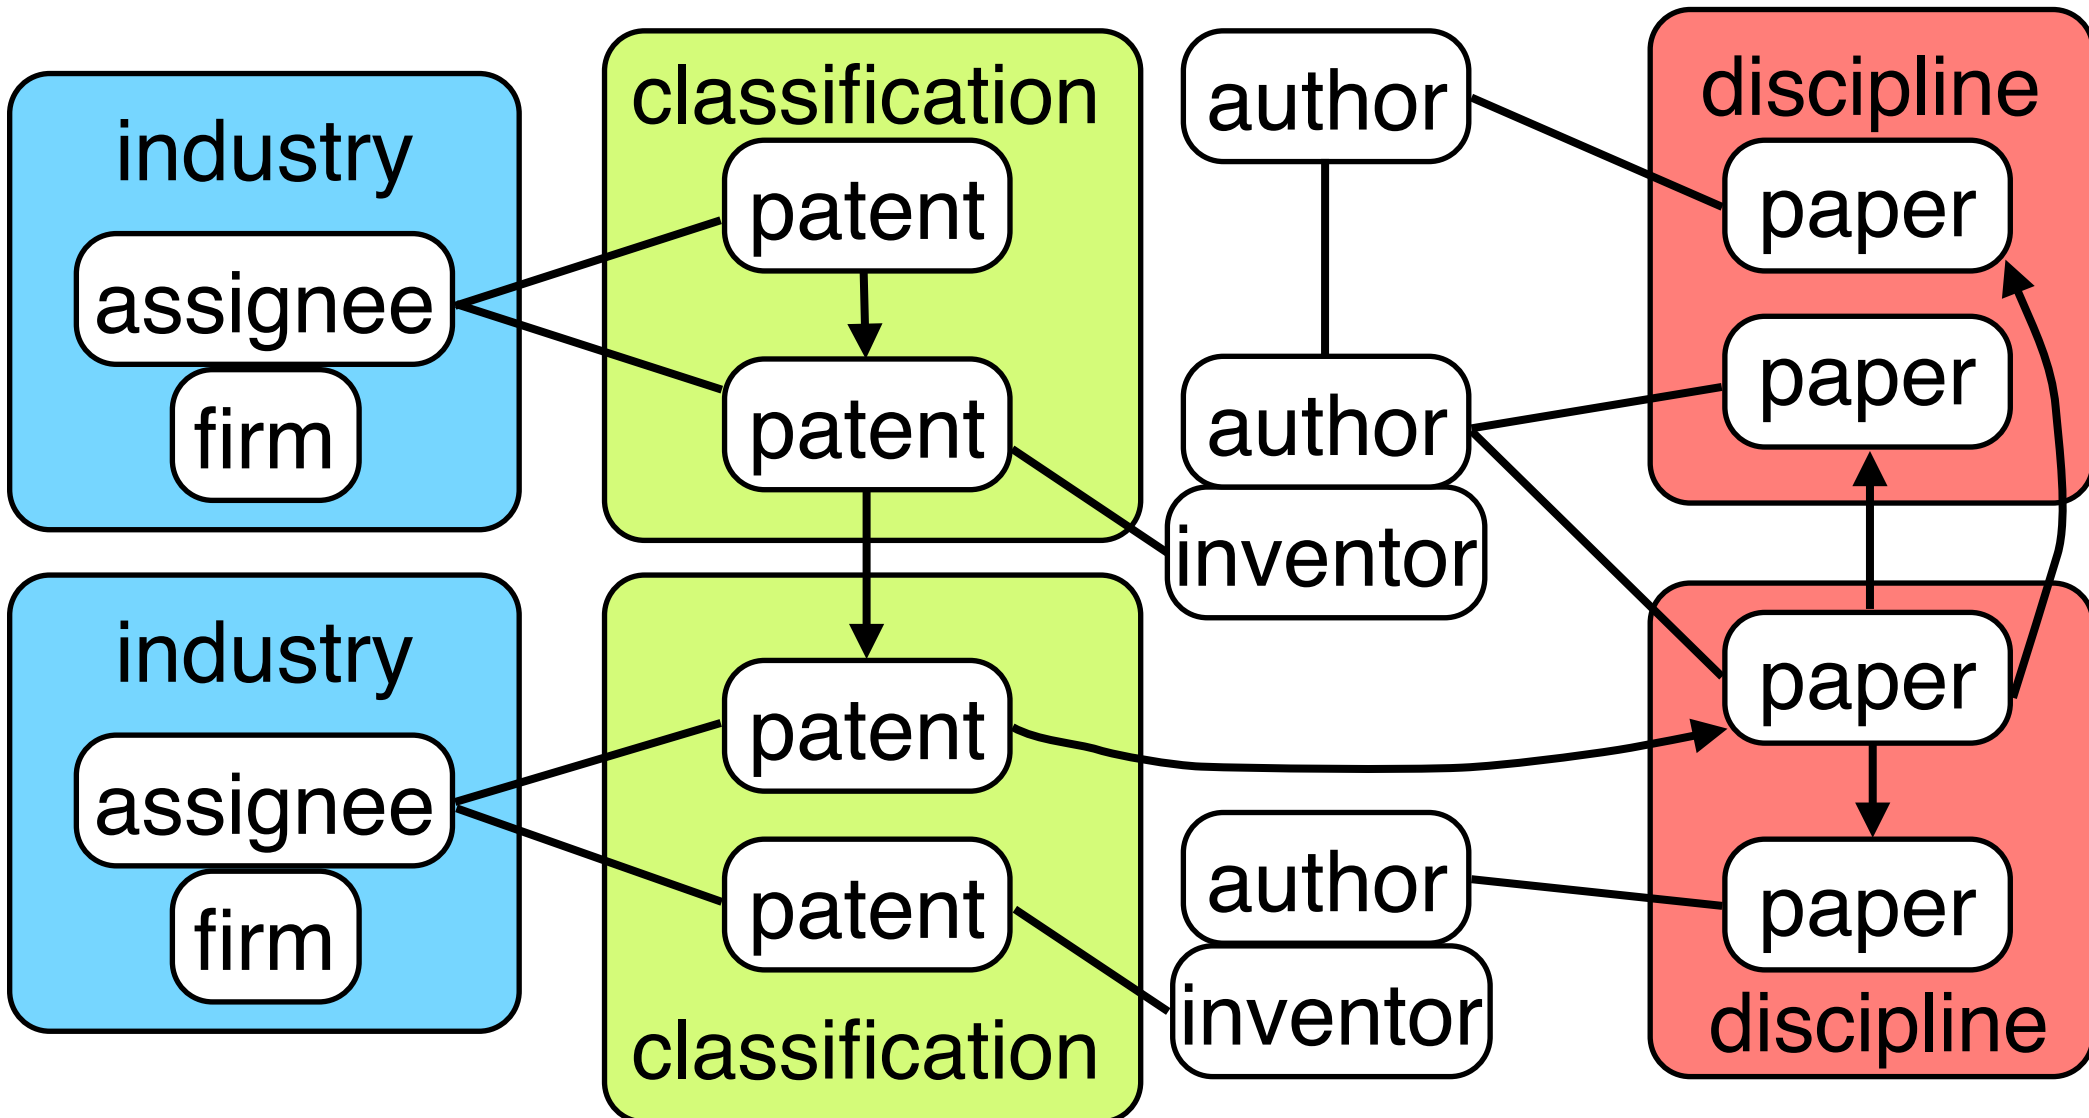 industry
assignee
firm
industry
assignee
firm
classification
patent
patent
patent
patent
classification
author
author
inventor
author
inventor
discipline
paper
paper
paper
paper
discipline